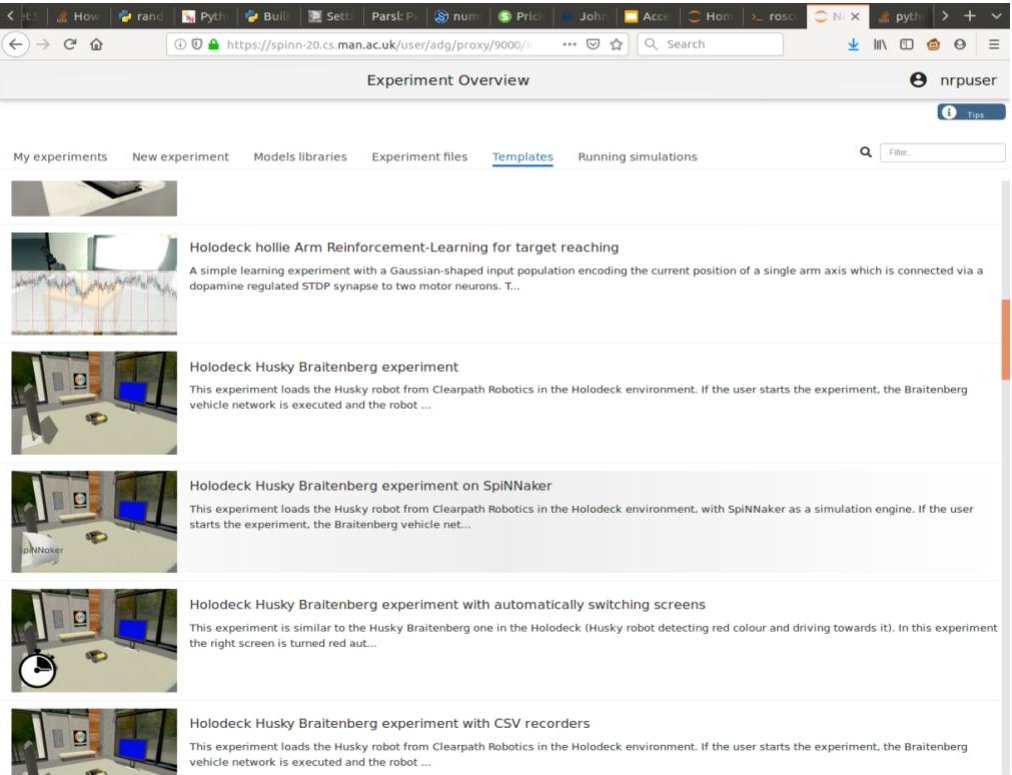 et S
How
rand
Pyth
Buil
Setti
Parsl: P
num
Prici
John
Acce
Hom
rosc
pyth
https://spinn-20.cs.man.ac.uk/user/adg/proxy/9000/
Search
Experiment Overview
nrpuser
Tips
My experiments New experiment Models libraries Experiment files Templates Running simulations
Filter...
Holodeck hollie Arm Reinforcement-Learning for target reaching
A simple learning experiment with a Gaussian-shaped input population encoding the current position of a single arm axis which is connected via a
dopamine regulated STDP synapse to two motor neurons. T...
Holodeck Husky Braitenberg experiment
This experiment loads the Husky robot from Clearpath Robotics in the Holodeck environment. If the user starts the experiment, the Braitenberg
vehicle network is executed and the robot ...
Holodeck Husky Braitenberg experiment on SpiNNaker
This experiment loads the Husky robot from Clearpath Robotics in the Holodeck environment, with SpiNNaker as a simulation engine. If the user
starts the experiment, the Braitenberg vehicle net...
SpiNNaker
Holodeck Husky Braitenberg experiment with automatically switching screens
This experiment is similar to the Husky Braitenberg one in the Holodeck (Husky robot detecting red colour and driving towards it). In this experiment
the right screen is turned red aut...
Holodeck Husky Braitenberg experiment with CSV recorders
This experiment loads the Husky robot from Clearpath Robotics in the Holodeck environment. If the user starts the experiment, the Braitenberg
vehicle network is executed and the robot ...